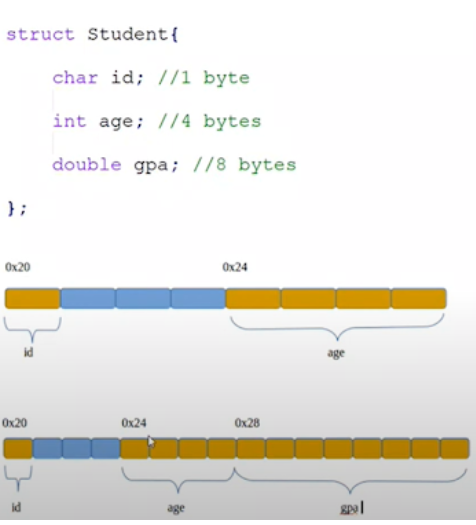 struct Student{
char id; //1 byte
int age; //4 bytes
double gpa; //8 bytes
};
0x20 0x24
id age
0x20 0x24 0x28
id age gpa